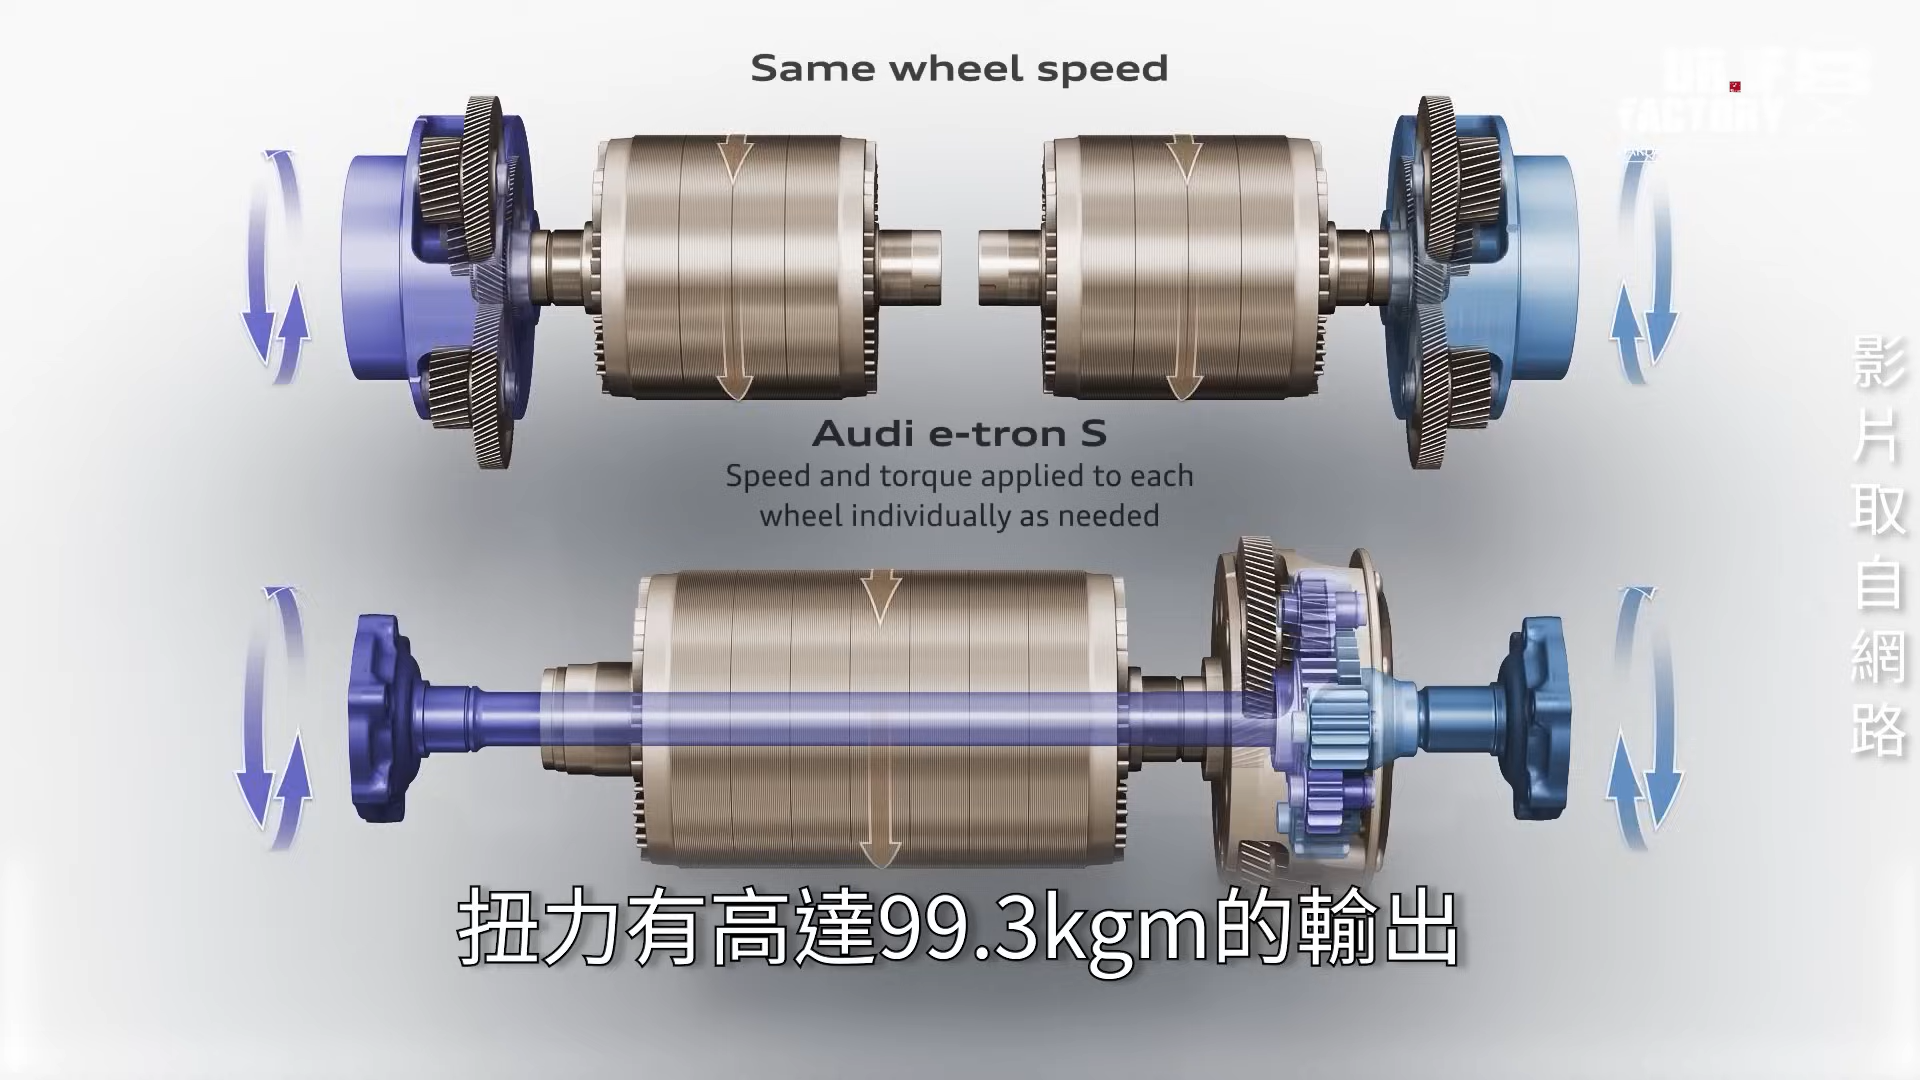 Same wheel speed
Audi e-tron S
Speed and torque applied to each
wheel individually as needed
影片取自網路
扭力有高達99.3kgm的輸出
FACTORY